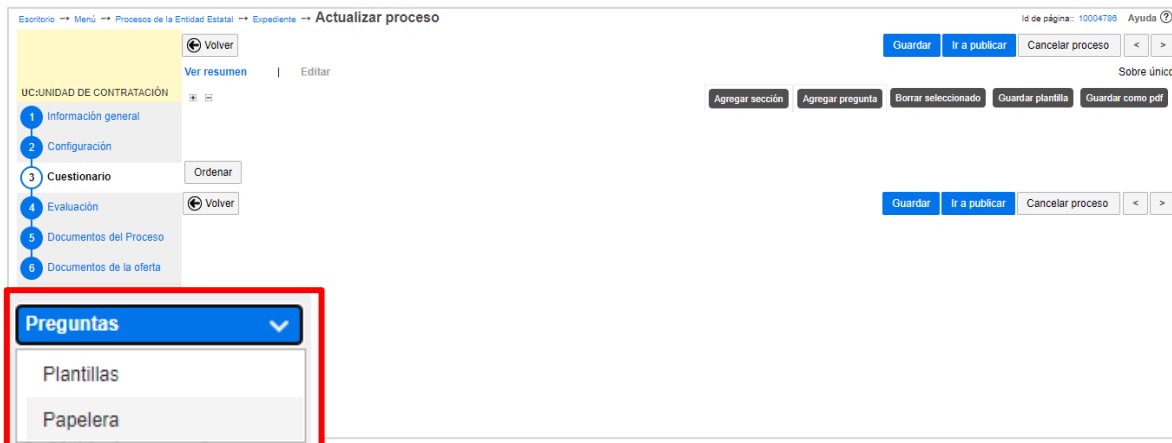 Escritorio → Menú → Procesos de la Entidad Estatal → Expediente → Actualizar proceso
Id de página:: 10004786 Ayuda ?
Volver
Guardar Ir a publicar Cancelar proceso < >
Ver resumen | Editar
Sobre único
UC:UNIDAD DE CONTRATACIÓN
Agregar sección Agregar pregunta Borrar seleccionado Guardar plantilla Guardar como pdf
1 Información general
2 Configuración
3 Cuestionario
Ordenar
4 Evaluación
Volver
Guardar Ir a publicar Cancelar proceso < >
5 Documentos del Proceso
6 Documentos de la oferta
Preguntas
Plantillas
Papelera